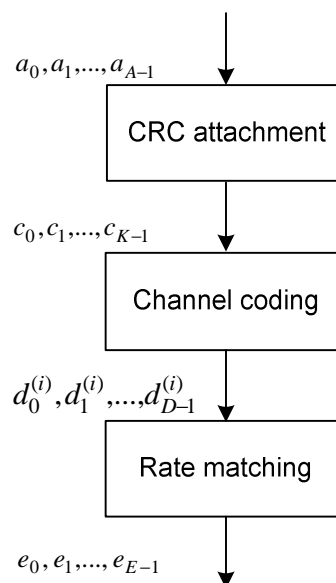 a_0, a_1,..., a_{A−1}
CRC attachment
c_0, c_1,..., c_{K−1}
Channel coding
d_0^{(i)}, d_1^{(i)},..., d_{D−1}^{(i)}
Rate matching
e_0, e_1,..., e_{E−1}